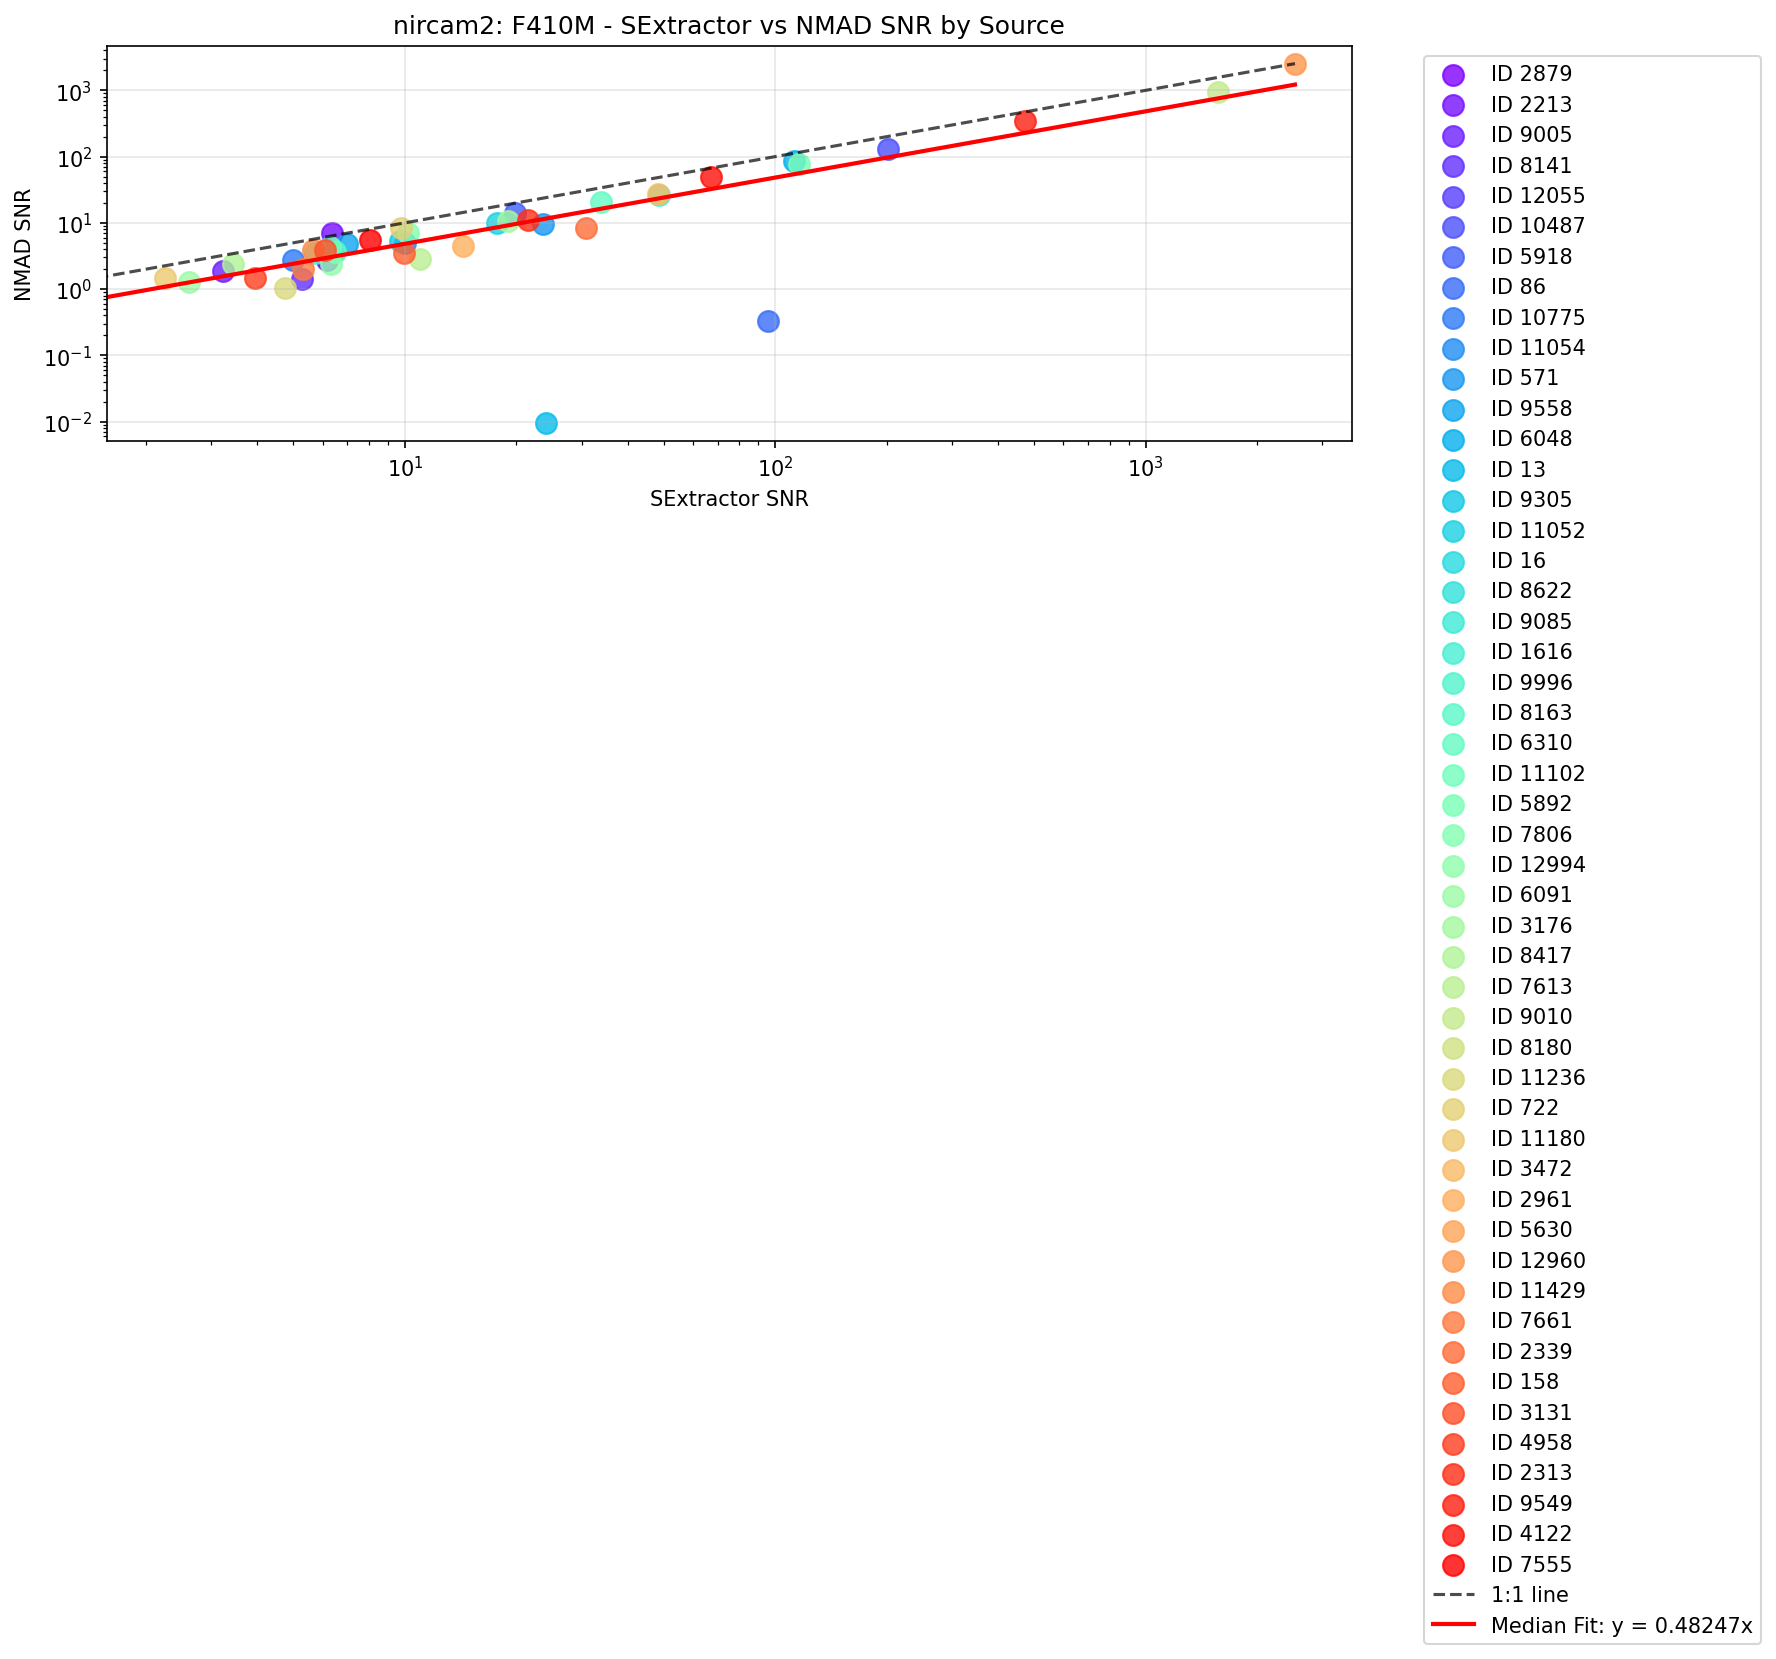 nircam2: F410M - SExtractor vs NMAD SNR by Source
NMAD SNR
10³
10²
10¹
10⁰
10⁻¹
10⁻²
10¹
10²
10³
SExtractor SNR
ID 2879
ID 2213
ID 9005
ID 8141
ID 12055
ID 10487
ID 5918
ID 86
ID 10775
ID 11054
ID 571
ID 9558
ID 6048
ID 13
ID 9305
ID 11052
ID 16
ID 8622
ID 9085
ID 1616
ID 9996
ID 8163
ID 6310
ID 11102
ID 5892
ID 7806
ID 12994
ID 6091
ID 3176
ID 8417
ID 7613
ID 9010
ID 8180
ID 11236
ID 722
ID 11180
ID 3472
ID 2961
ID 5630
ID 12960
ID 11429
ID 7661
ID 2339
ID 158
ID 3131
ID 4958
ID 2313
ID 9549
ID 4122
ID 7555
1:1 line
Median Fit: y = 0.48247x